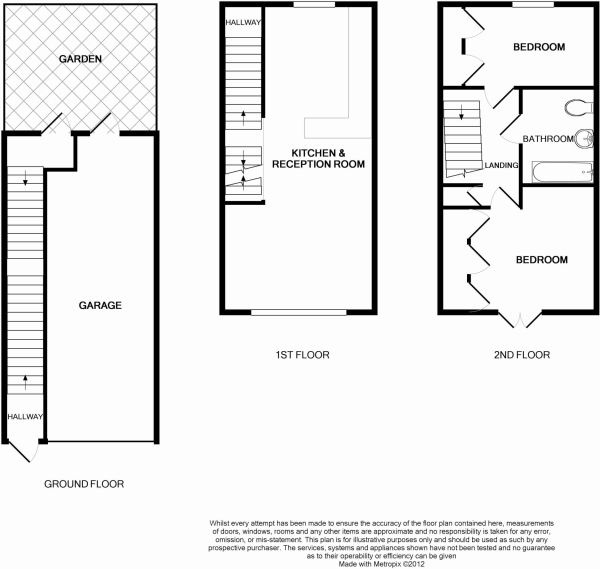 GARDEN
GARAGE
HALLWAY
GROUND FLOOR
HALLWAY
KITCHEN &
RECEPTION ROOM
1ST FLOOR
BEDROOM
BATHROOM
LANDING
BEDROOM
2ND FLOOR
Whilst every attempt has been made to ensure the accuracy of the floor plan contained here, measurements
of doors, windows, rooms and any other items are approximate and no responsibility is taken for any error,
omission, or mis-statement. This plan is for illustrative purposes only and should be used as such by any
prospective purchaser. The services, systems and appliances shown have not been tested and no guarantee
as to their operability or efficiency can be given
Made with Metropix ©2012